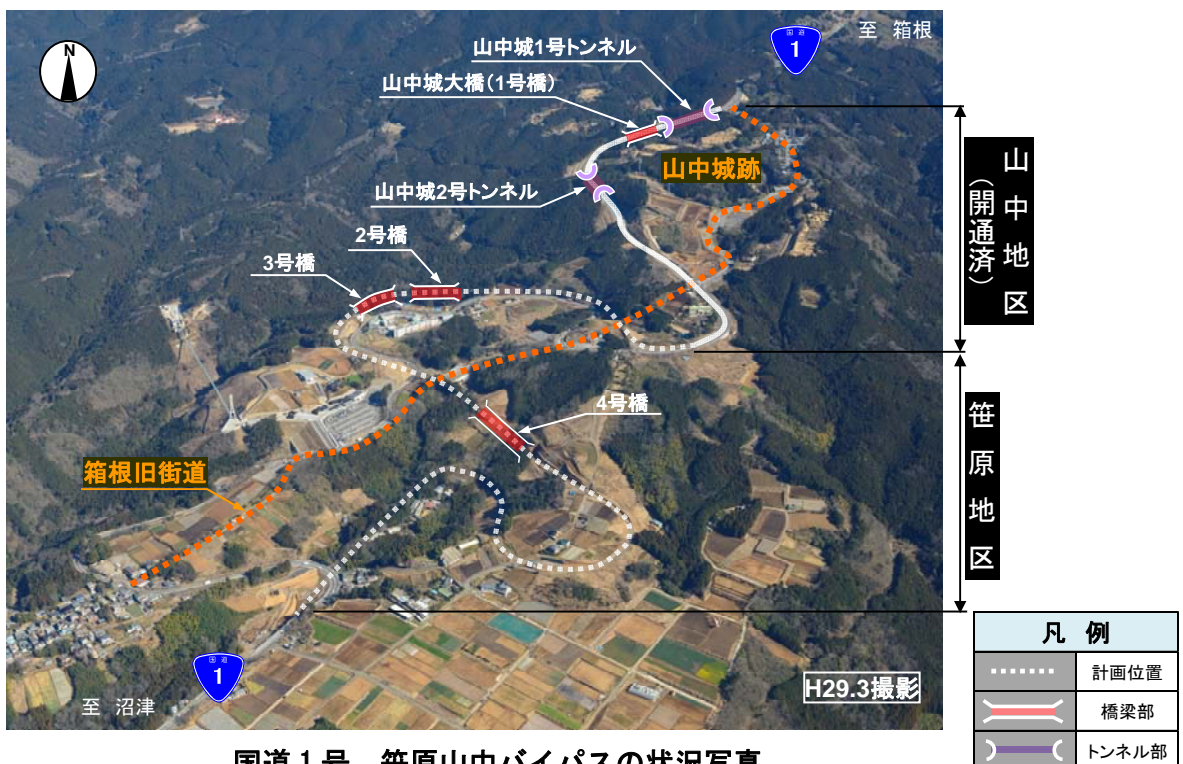 N
山中城1号トンネル
国道
1
至 箱根
山中城大橋(1号橋)
山中城跡
山中城2号トンネル
2号橋
3号橋
4号橋
箱根旧街道
山中地区
(開通済)
笹原地区
国道
1
至 沼津
H29.3撮影
凡 例
計画位置
橋梁部
トンネル部
国道1号 笹原山中バイパスの状況写真